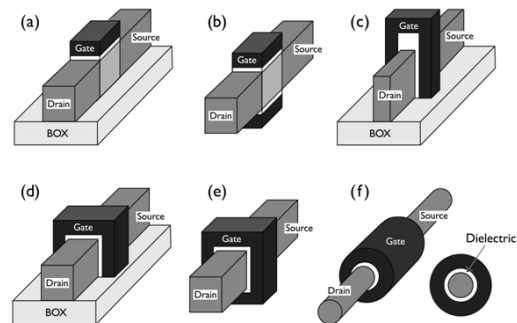 (a)
Source
Gate
Drain
BOX
(b)
Source
Gate
Drain
(c)
Gate
Source
Drain
BOX
(d)
Source
Gate
Drain
BOX
(e)
Source
Gate
Drain
(f)
Source
Gate
Drain
Dielectric